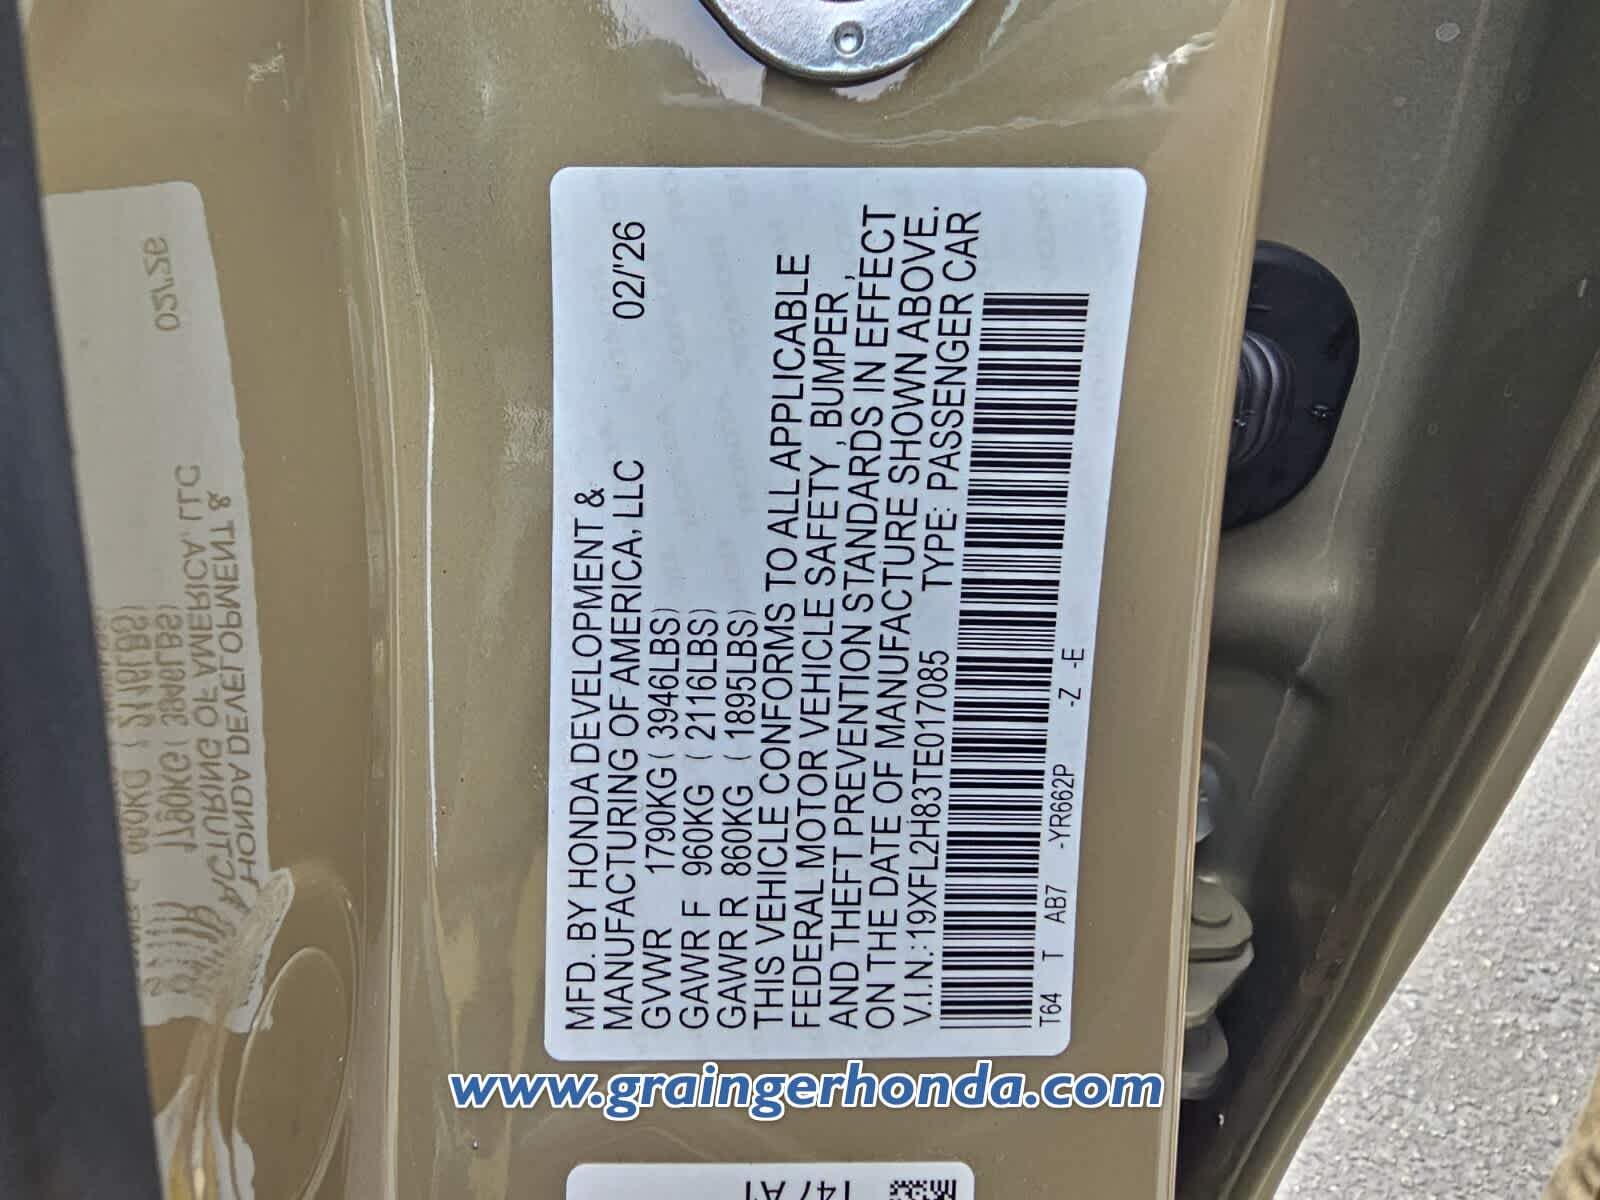 MFD. BY HONDA DEVELOPMENT &
MANUFACTURING OF AMERICA, LLC 02/'26
GVWR 1790KG ( 3946LBS)
GAWR F 960KG ( 2116LBS)
GAWR R 860KG ( 1895LBS)
THIS VEHICLE CONFORMS TO ALL APPLICABLE
FEDERAL MOTOR VEHICLE SAFETY , BUMPER ,
AND THEFT PREVENTION STANDARDS IN EFFECT
ON THE DATE OF MANUFACTURE SHOWN ABOVE.
V.I.N.: 19XFL2H83TE017085 TYPE: PASSENGER CAR
T64 T AB7 -YR662P -Z -E
www.graingerhonda.com